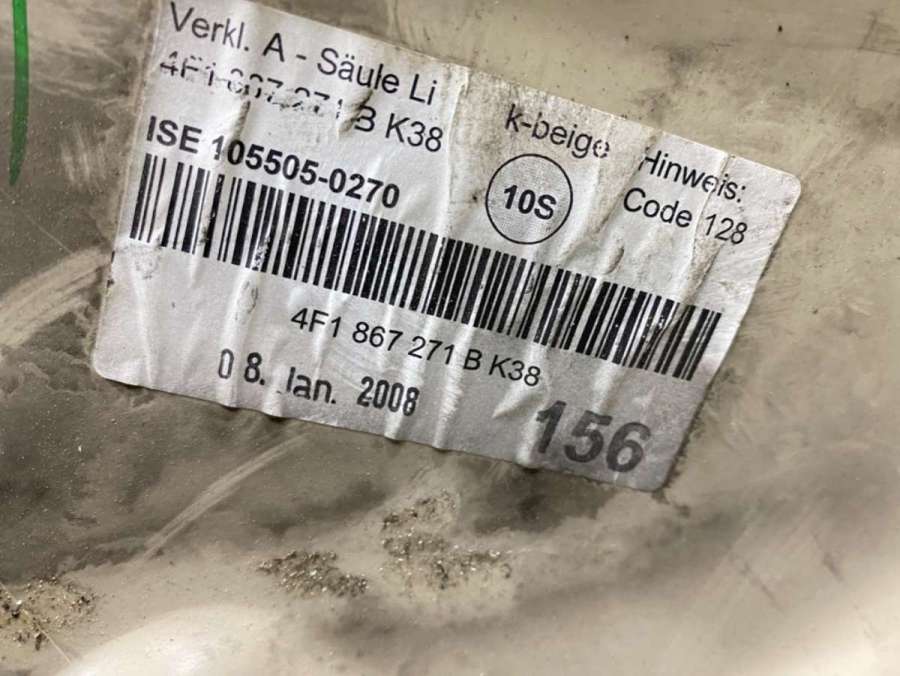 Verkl. A - Säule Li
4F1 867 271 B K38
k-beige
ISE 105505-0270
10S
Hinweis:
Code 128
4F1 867 271 B K38
08. Jan. 2008
156